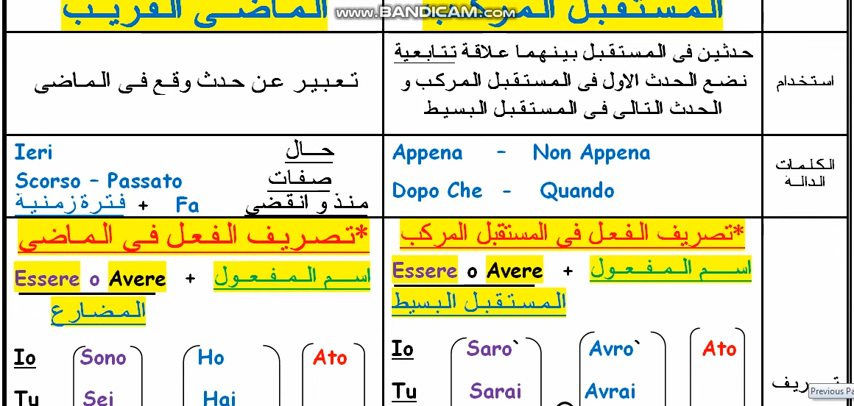 المستقبل المركب
الماضى القريب
www.BANDICAM.com
استخدام
حدثين فى المستقبل بينهما علاقة تتابعية
نضع الحدث الاول فى المستقبل المركب و
الحدث التالى فى المستقبل البسيط
تعبير عن حدث وقع فى الماضى
الكلمات
الدالة
Appena – Non Appena
Dopo Che - Quando
Ieri حال
Scorso – Passato صفات
منذ و انقضى Fa + فترة زمنية
تصريف
*تصريف الفعل فى المستقبل المركب
Essere o Avere + اسم المفعول
المستقبل البسيط
Io Saro` Avro` Ato
Tu Sarai Avrai
*تصريف الفعل فى الماضى
Essere o Avere + اسم المفعول
المضارع
Io Sono Ho Ato
Tu Sei Hai
Previous Pa